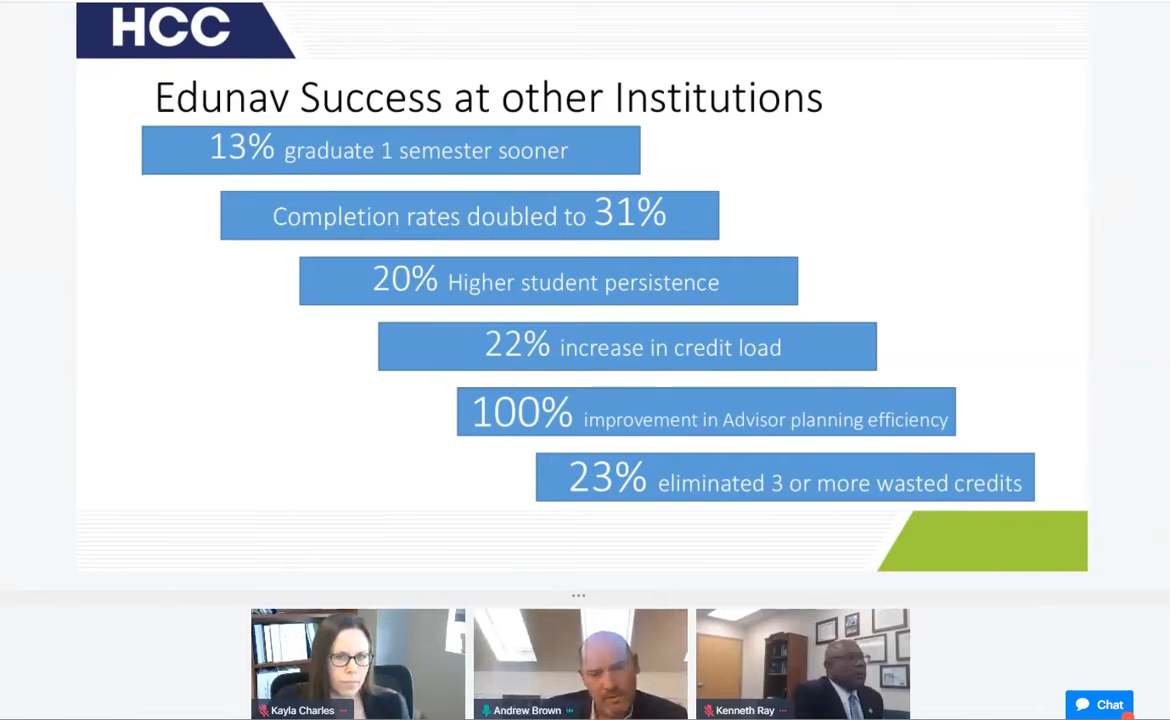 HCC
Edunav Success at other Institutions
13% graduate 1 semester sooner
Completion rates doubled to 31%
20% Higher student persistence
22% increase in credit load
100% improvement in Advisor planning efficiency
23% eliminated 3 or more wasted credits
Kayla Charles
Andrew Brown
Kenneth Ray
Chat